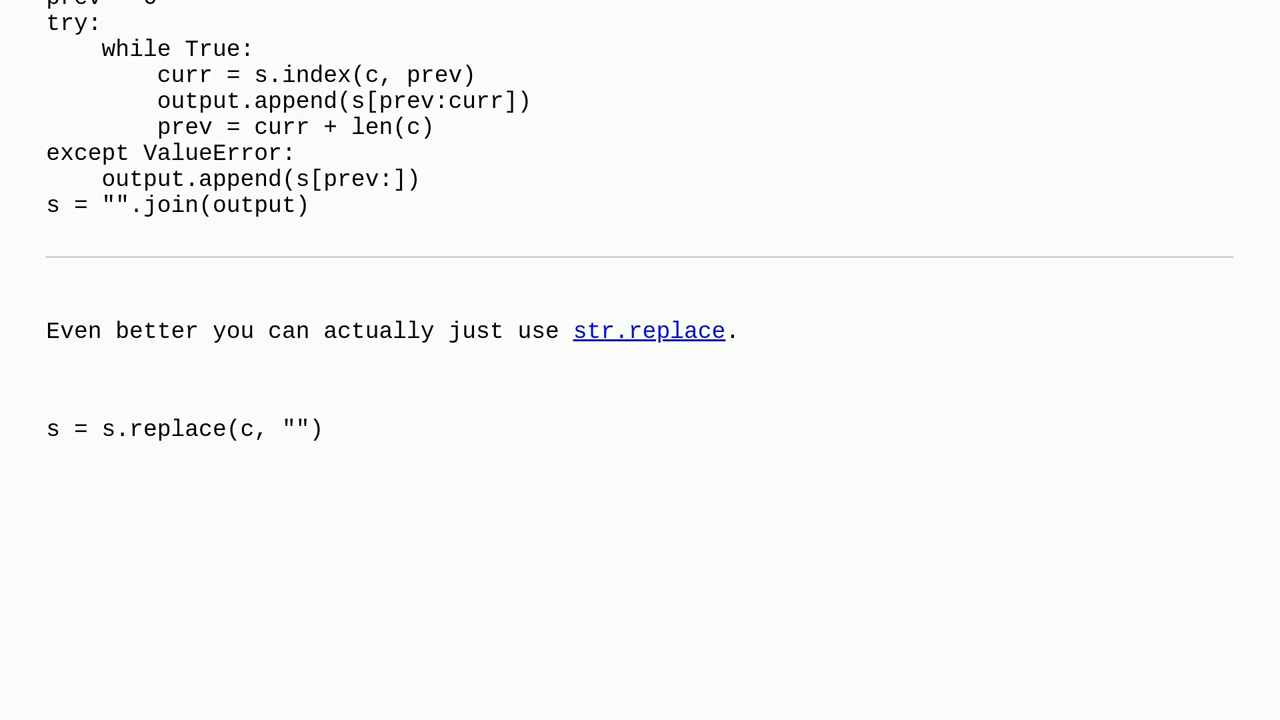 try:
    while True:
        curr = s.index(c, prev)
        output.append(s[prev:curr])
        prev = curr + len(c)
except ValueError:
    output.append(s[prev:])
s = "".join(output)
Even better you can actually just use str.replace.
s = s.replace(c, "")